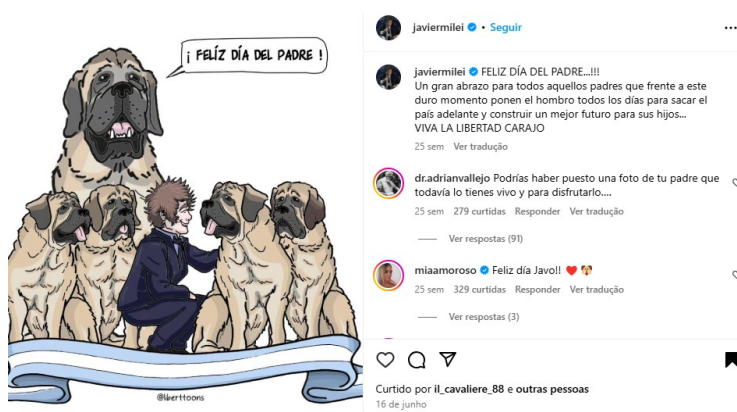 ¡ FELÍZ DÍA DEL PADRE !
@liberttoons
javiermilei • Seguir
javiermilei FELIZ DÍA DEL PADRE...!!!
Un gran abrazo para todos aquellos padres que frente a este
duro momento ponen el hombro todos los días para sacar el
país adelante y construir un mejor futuro para sus hijos...
VIVA LA LIBERTAD CARAJO
25 sem Ver tradução
dr.adrianvallejo Podrías haber puesto una foto de tu padre que
todavía lo tienes vivo y para disfrutarlo....
25 sem 279 curtidas Responder Ver tradução
Ver respostas (91)
miaamoroso Feliz día Javo!! ❤️ 🐶
25 sem 329 curtidas Responder Ver tradução
Ver respostas (3)
Curtido por il_cavaliere_88 e outras pessoas
16 de junho